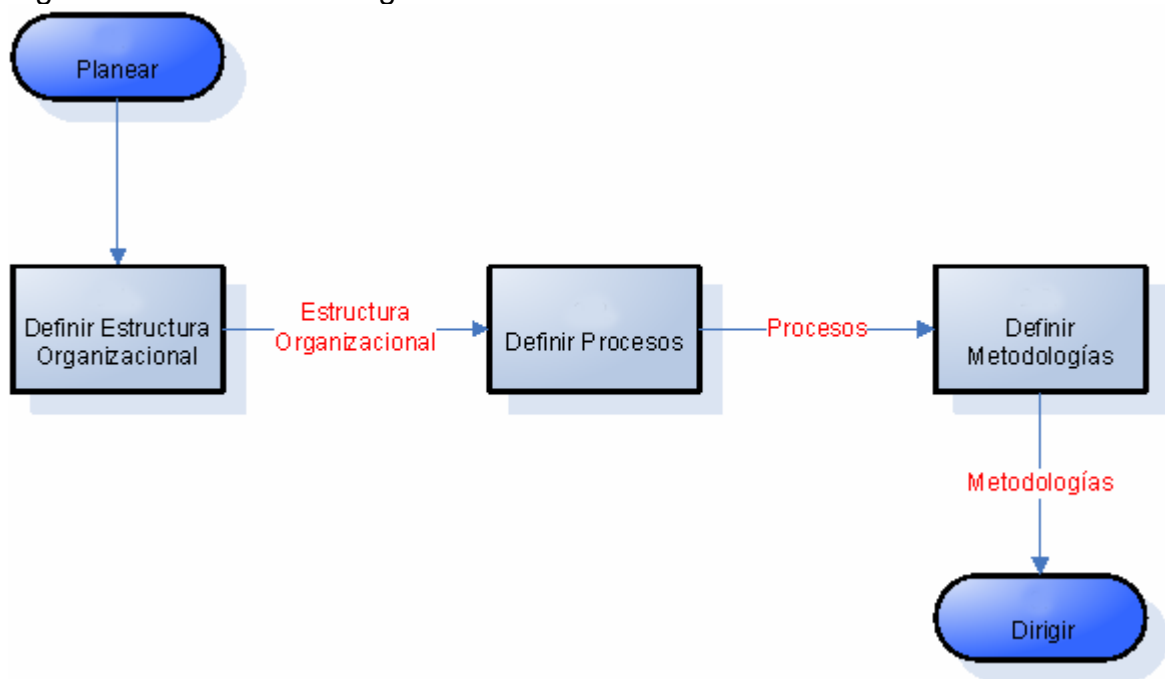 Planear
Definir Estructura
Organizacional
Estructura
Organizacional
Definir Procesos
Procesos
Definir
Metodologías
Metodologías
Dirigir